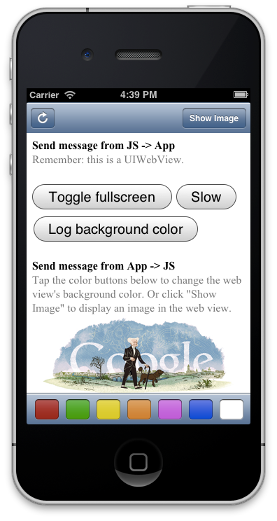 Carrier 4:39 PM
Show Image
Send message from JS -> App
Remember: this is a UIWebView.
Toggle fullscreen Slow
Log background color
Send message from App -> JS
Tap the color buttons below to change the web
view's background color. Or click "Show
Image" to display an image in the web view.
Google